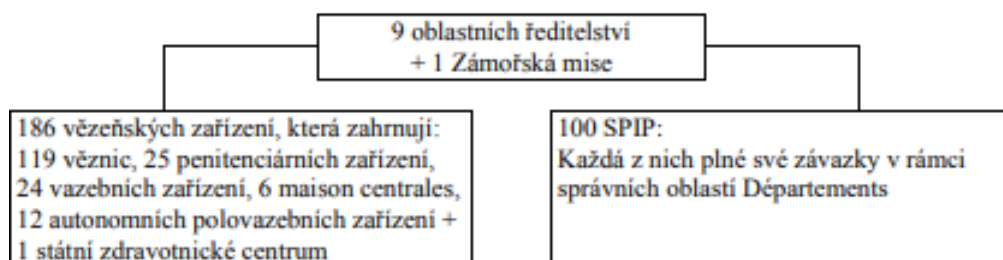 9 oblastních ředitelství
+ 1 Zámořská mise
186 vězeňských zařízení, která zahrnují:
119 věznic, 25 penitenciárních zařízení,
24 vazebních zařízení, 6 maison centrales,
12 autonomních polovazebních zařízení +
1 státní zdravotnické centrum
100 SPIP:
Každá z nich plné své závazky v rámci
správních oblastí Départements